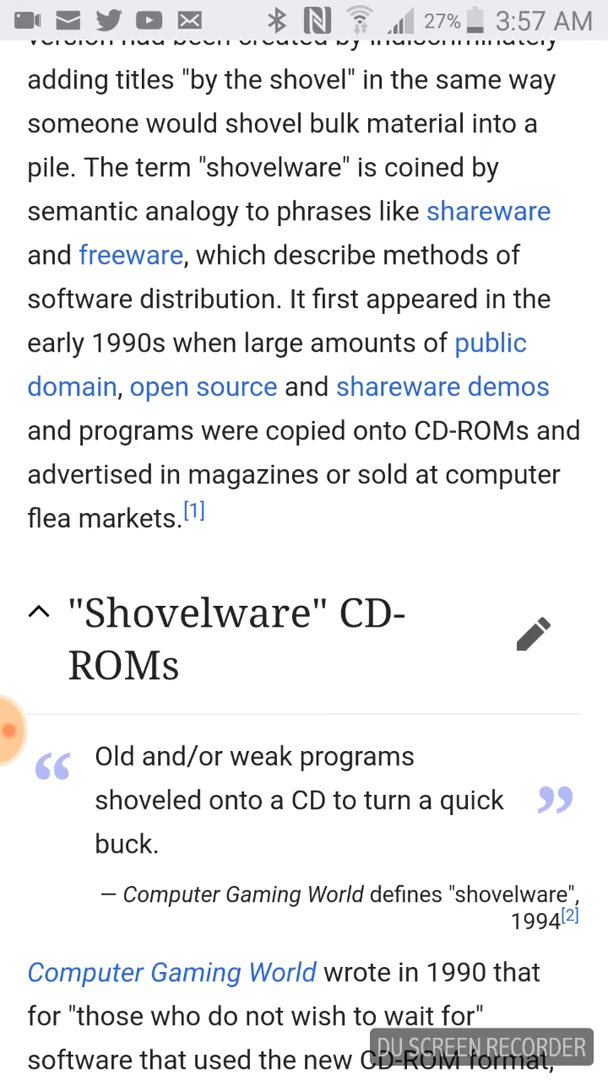 27% 3:57 AM
version had been created by indiscriminately
adding titles "by the shovel" in the same way
someone would shovel bulk material into a
pile. The term "shovelware" is coined by
semantic analogy to phrases like shareware
and freeware, which describe methods of
software distribution. It first appeared in the
early 1990s when large amounts of public
domain, open source and shareware demos
and programs were copied onto CD-ROMs and
advertised in magazines or sold at computer
flea markets.[1]
"Shovelware" CD-
ROMs
“ Old and/or weak programs
shoveled onto a CD to turn a quick ”
buck.
— Computer Gaming World defines "shovelware",
1994[2]
Computer Gaming World wrote in 1990 that
for "those who do not wish to wait for"
software that used the new CD-ROM format,
DU SCREEN RECORDER